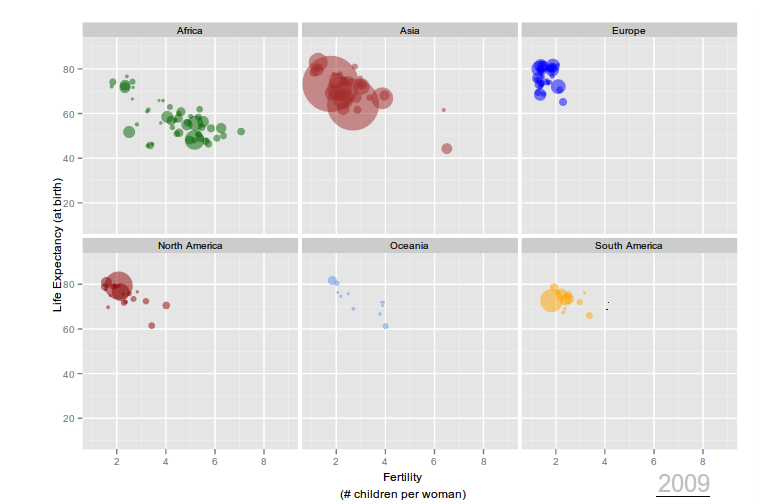 Africa
Asia
Europe
80
60
40
20
North America
Oceania
South America
80
60
40
20
Life Expectancy (at birth)
2
4
6
8
2
4
6
8
2
4
6
8
Fertility
(# children per woman)
2009